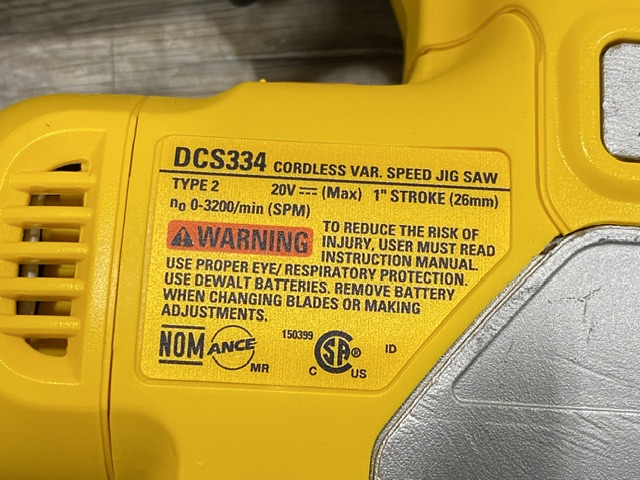 DCS334 CORDLESS VAR. SPEED JIG SAW
TYPE 2 20V ⎓ (Max) 1" STROKE (26mm)
n₀ 0-3200/min (SPM)
WARNING TO REDUCE THE RISK OF
INJURY, USER MUST READ
INSTRUCTION MANUAL.
USE PROPER EYE/ RESPIRATORY PROTECTION.
USE DEWALT BATTERIES. REMOVE BATTERY
WHEN CHANGING BLADES OR MAKING
ADJUSTMENTS.
NOM ANCE MR 150399 C SA US ID